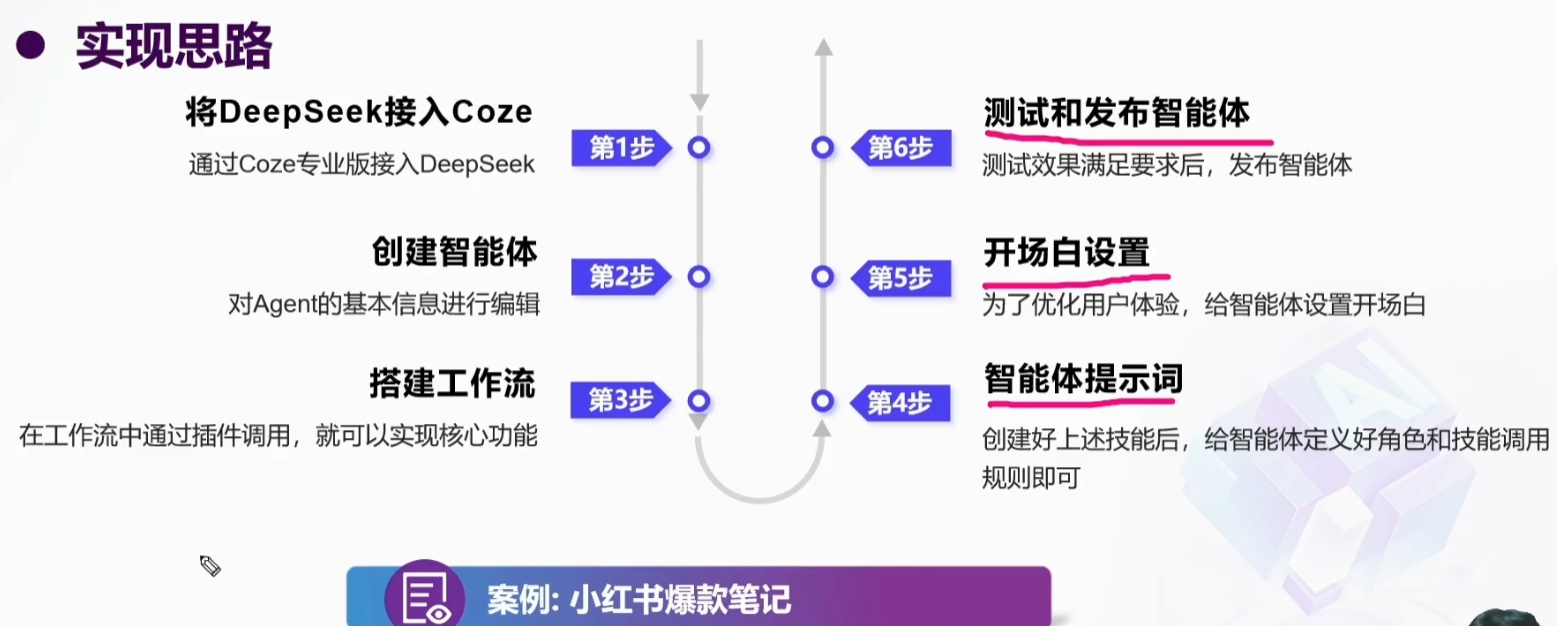 实现思路
将DeepSeek接入Coze
通过Coze专业版接入DeepSeek
第1步
创建智能体
对Agent的基本信息进行编辑
第2步
搭建工作流
在工作流中通过插件调用，就可以实现核心功能
第3步
智能体提示词
创建好上述技能后，给智能体定义好角色和技能调用
规则即可
第4步
开场白设置
为了优化用户体验，给智能体设置开场白
第5步
测试和发布智能体
测试效果满足要求后，发布智能体
第6步
案例: 小红书爆款笔记